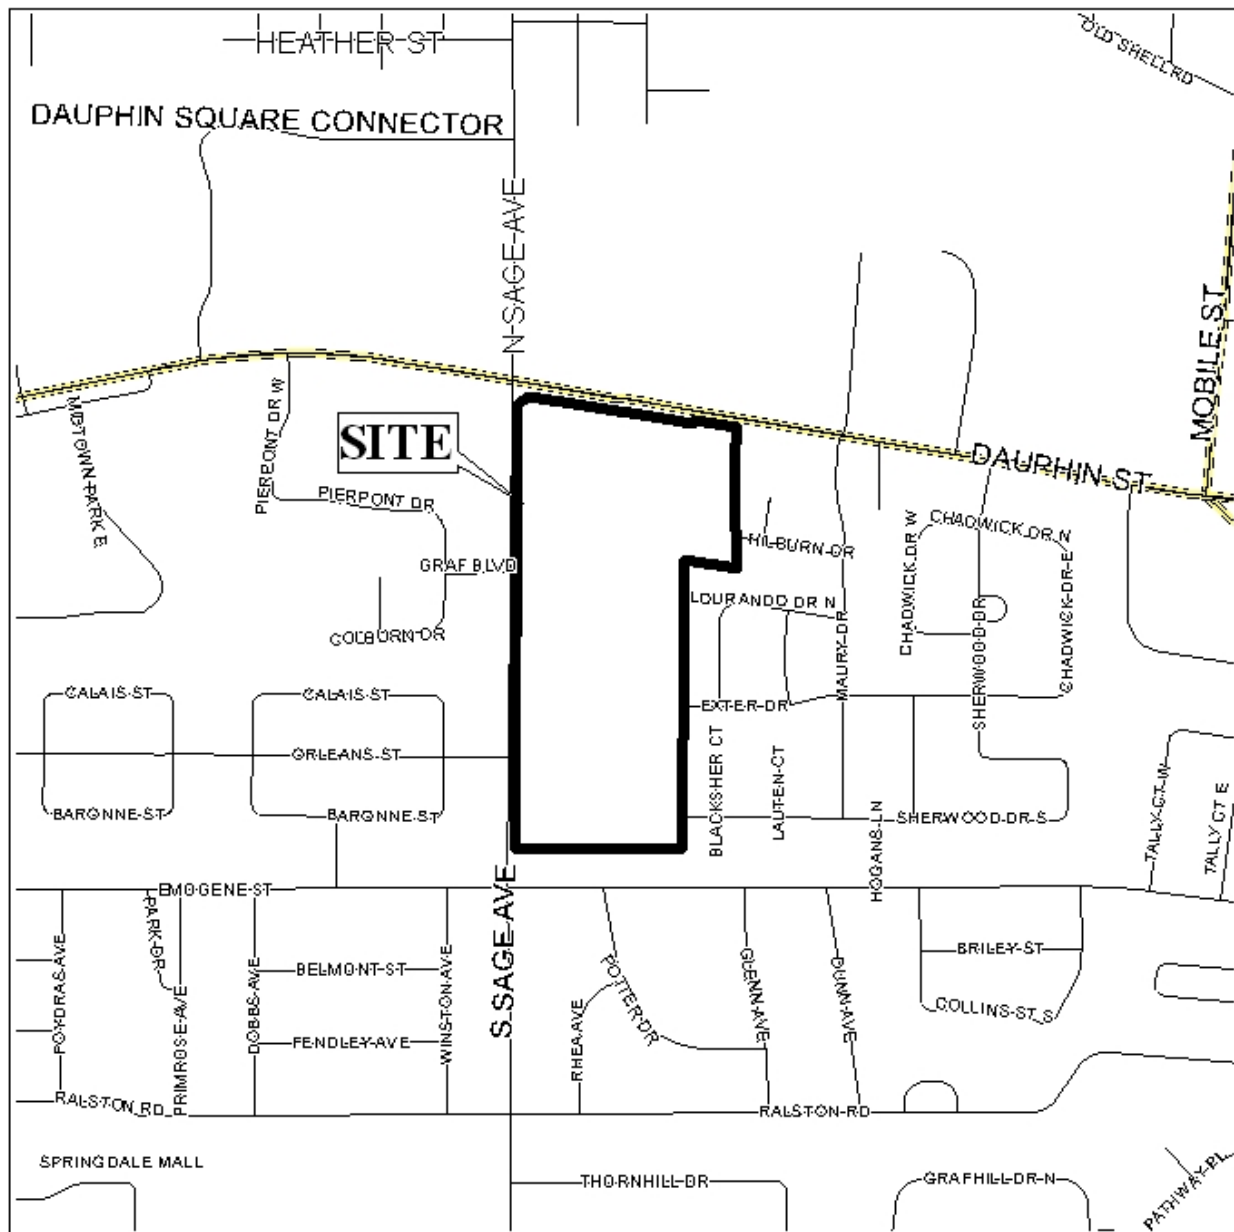 HEATHER ST
OLD SHELL RD
DAUPHIN SQUARE CONNECTOR
N SAGE AVE
MOBILE ST
MIDTOWN PARK E
PIERPONT DR W
SITE
DAUPHIN ST
PIERPONT DR
GRAF BLVD
COLBURN DR
HILBURN DR
CHADWICK DR W
CHADWICK DR N
CHADWICK DR E
LOURANDO DR N
MAURY DR
SHERWOOD DR
CALAIS ST
CALAIS ST
EXTER DR
ORLEANS ST
BLACKSHER CT
LAUTEN CT
BARONNE ST
BARONNE ST
HOGANS LN
SHERWOOD DR S
TALLY CT W
TALLY CT E
EMOGENE ST
S SAGE AVE
PARK DR
POYDRAS AVE
PRIMROSE AVE
DOBBS AVE
BELMONT ST
WINSTON AVE
FENDLEY AVE
POTTER DR
RHEA AVE
GLENN AVE
DUNN AVE
BRILEY ST
COLLINS ST S
RALSTON RD
RALSTON RD
SPRINGDALE MALL
THORNHILL DR
GRAFHILL DR N
PATHWAY PL